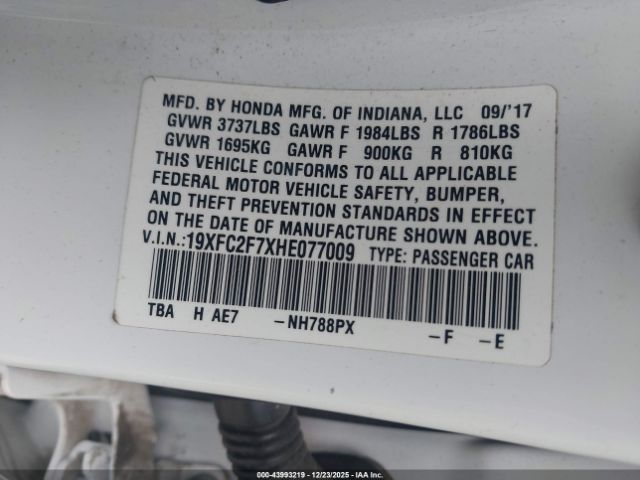 MFD. BY HONDA MFG. OF INDIANA, LLC 09/'17
GVWR 3737LBS GAWR F 1984LBS R 1786LBS
GVWR 1695KG GAWR F 900KG R 810KG
THIS VEHICLE CONFORMS TO ALL APPLICABLE
FEDERAL MOTOR VEHICLE SAFETY, BUMPER,
AND THEFT PREVENTION STANDARDS IN EFFECT
ON THE DATE OF MANUFACTURE SHOWN ABOVE.
V.I.N.:19XFC2F7XHE077009 TYPE: PASSENGER CAR
TBA H AE7 -NH788PX -F -E
000-43993219 - 12/23/2025 - IAA, Inc.